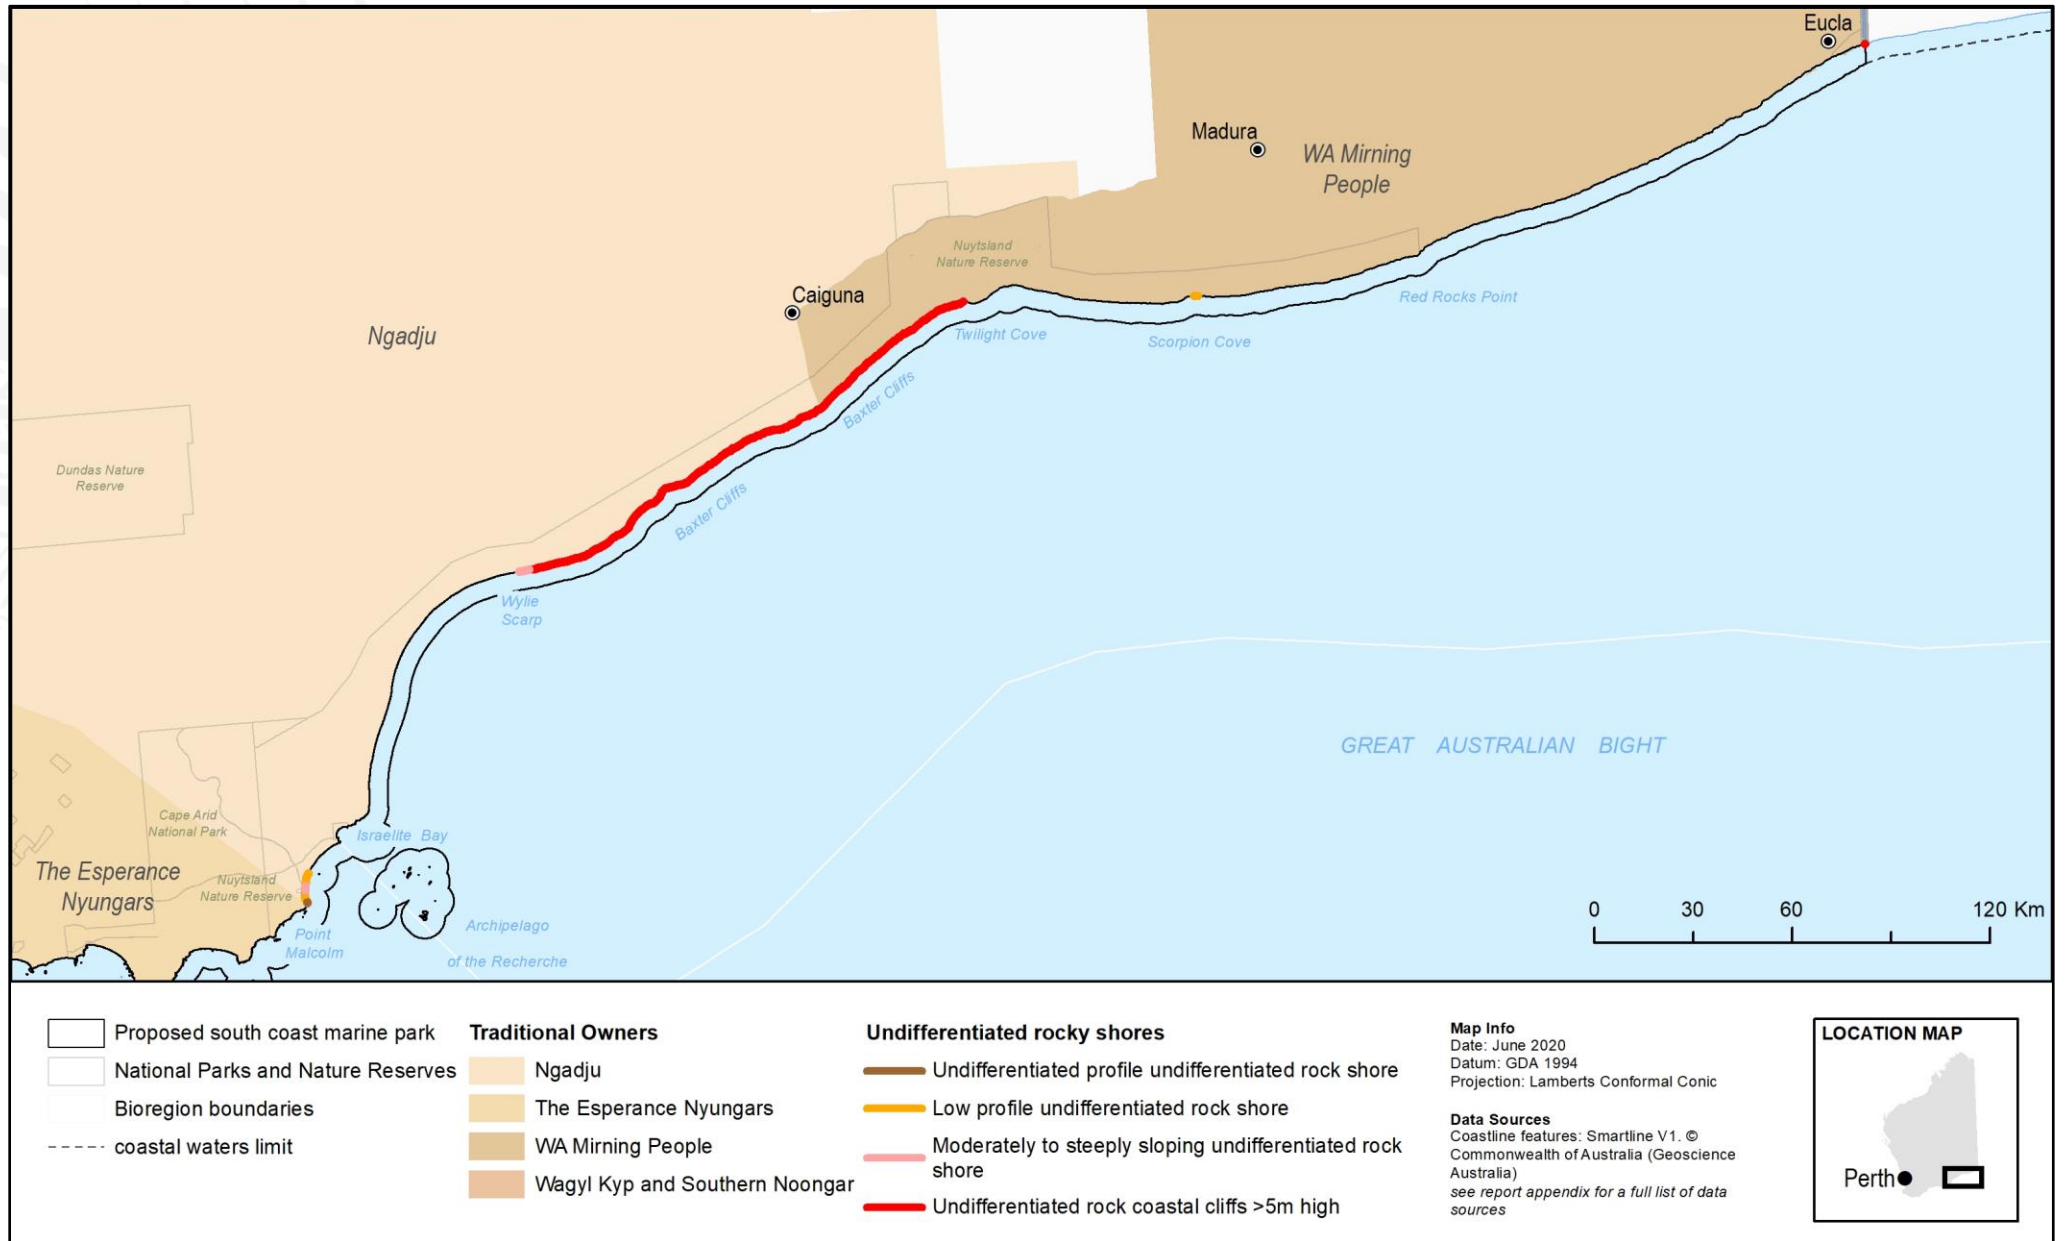 Eucla
Madura
WA Mirning
People
Nuytsland
Nature Reserve
Caiguna
Red Rocks Point
Ngadju
Twilight Cove
Scorpion Cove
Baxter Cliffs
Dundas Nature
Reserve
Baxter Cliffs
Wylie
Scarp
GREAT AUSTRALIAN BIGHT
Cape Arid
National Park
Israelite Bay
The Esperance
Nyungars
Nuytsland
Nature Reserve
Point
Malcolm
Archipelago
of the Recherche
0 30 60 120 Km
Proposed south coast marine park
National Parks and Nature Reserves
Bioregion boundaries
coastal waters limit
Traditional Owners
Ngadju
The Esperance Nyungars
WA Mirning People
Wagyl Kyp and Southern Noongar
Undifferentiated rocky shores
Undifferentiated profile undifferentiated rock shore
Low profile undifferentiated rock shore
Moderately to steeply sloping undifferentiated rock
shore
Undifferentiated rock coastal cliffs >5m high
Map Info
Date: June 2020
Datum: GDA 1994
Projection: Lamberts Conformal Conic
Data Sources
Coastline features: Smartline V1. ©
Commonwealth of Australia (Geoscience
Australia)
see report appendix for a full list of data
sources
LOCATION MAP
Perth